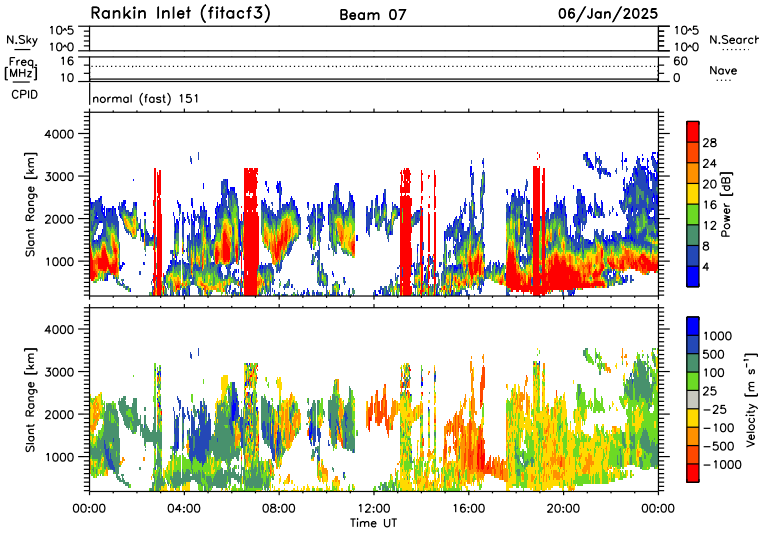 Rankin Inlet (fitacf3) Beam 07 06/Jan/2025
N.Sky 10^5 10^0 10^5 10^0 N.Search
Freq. [MHz] 16 10 60 0 Nave
CPID normal (fast) 151
Slant Range [km] 4000 3000 2000 1000
Power [dB] 28 24 20 16 12 8 4
Slant Range [km] 4000 3000 2000 1000
Velocity [m s⁻¹] 1000 500 100 25 −25 −100 −500 −1000
00:00 04:00 08:00 12:00 16:00 20:00 00:00
Time UT